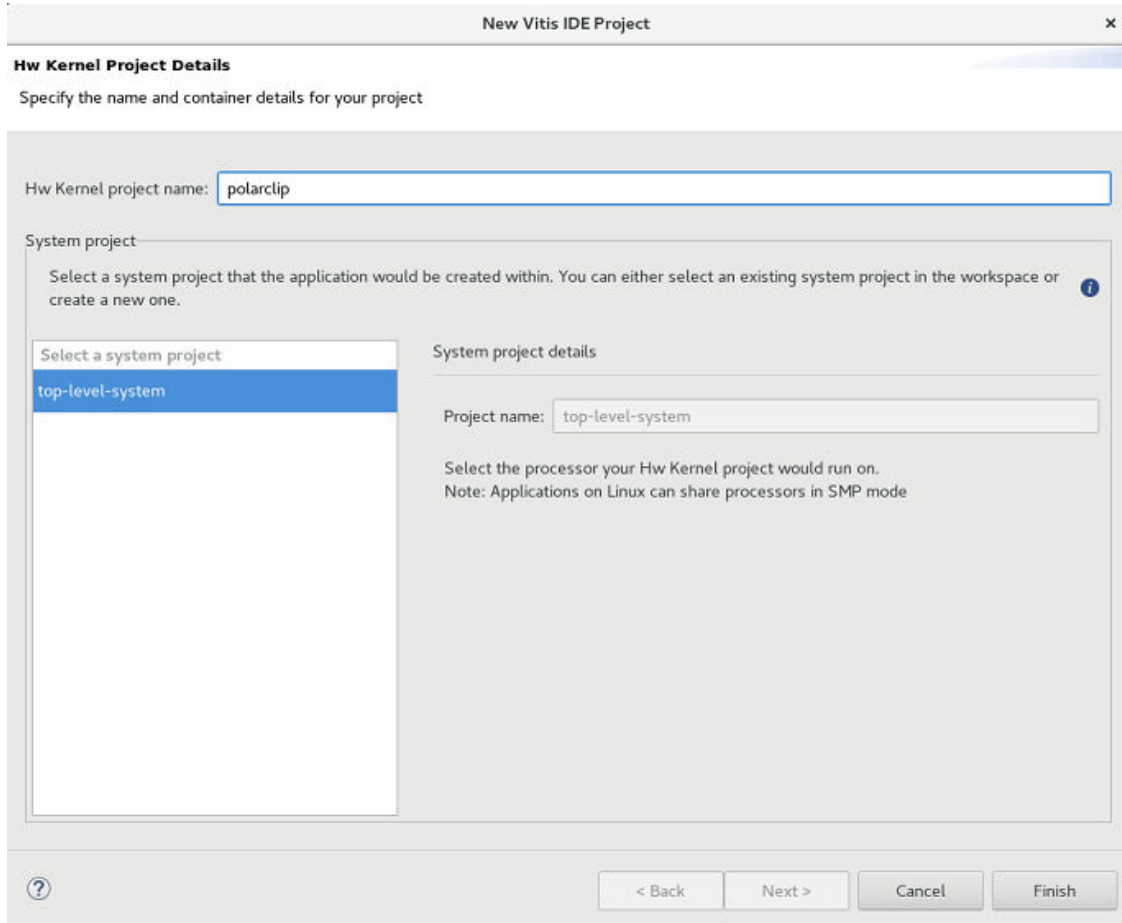 New Vitis IDE Project
×
Hw Kernel Project Details
Specify the name and container details for your project
Hw Kernel project name: polarclip
System project
Select a system project that the application would be created within. You can either select an existing system project in the workspace or
create a new one.
i
Select a system project
top-level-system
System project details
Project name: top-level-system
Select the processor your Hw Kernel project would run on.
Note: Applications on Linux can share processors in SMP mode
?
< Back
Next >
Cancel
Finish